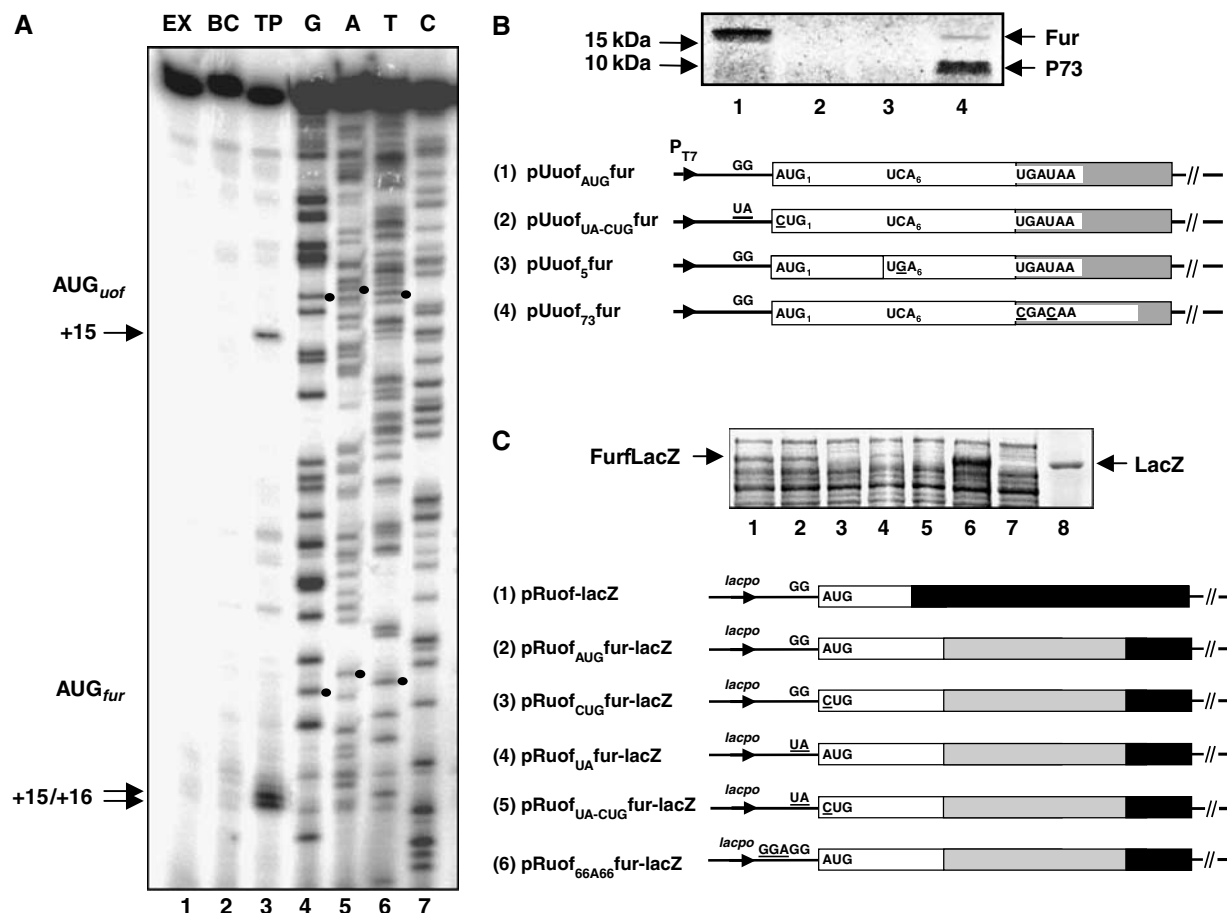 A
EX BC TP G A T C
AUGuof
+15
AUGfur
+15/+16
1 2 3 4 5 6 7
B
15 kDa
10 kDa
Fur
P73
1 2 3 4
PT7
(1) pUuofAUGfur GG AUG1 UCA6 UGAUAA //
(2) pUuofUA-CUGfur UA CUG1 UCA6 UGAUAA //
(3) pUuof5fur GG AUG1 UGA6 UGAUAA //
(4) pUuof73fur GG AUG1 UCA6 CGACAA //
C
FurfLacZ
LacZ
1 2 3 4 5 6 7 8
(1) pRuof-lacZ lacpo GG AUG //
(2) pRuofAUGfur-lacZ lacpo GG AUG //
(3) pRuofCUGfur-lacZ lacpo GG CUG //
(4) pRuofUAfur-lacZ lacpo UA AUG //
(5) pRuofUA-CUGfur-lacZ lacpo UA CUG //
(6) pRuof66A66fur-lacZ lacpo GGAGG AUG //